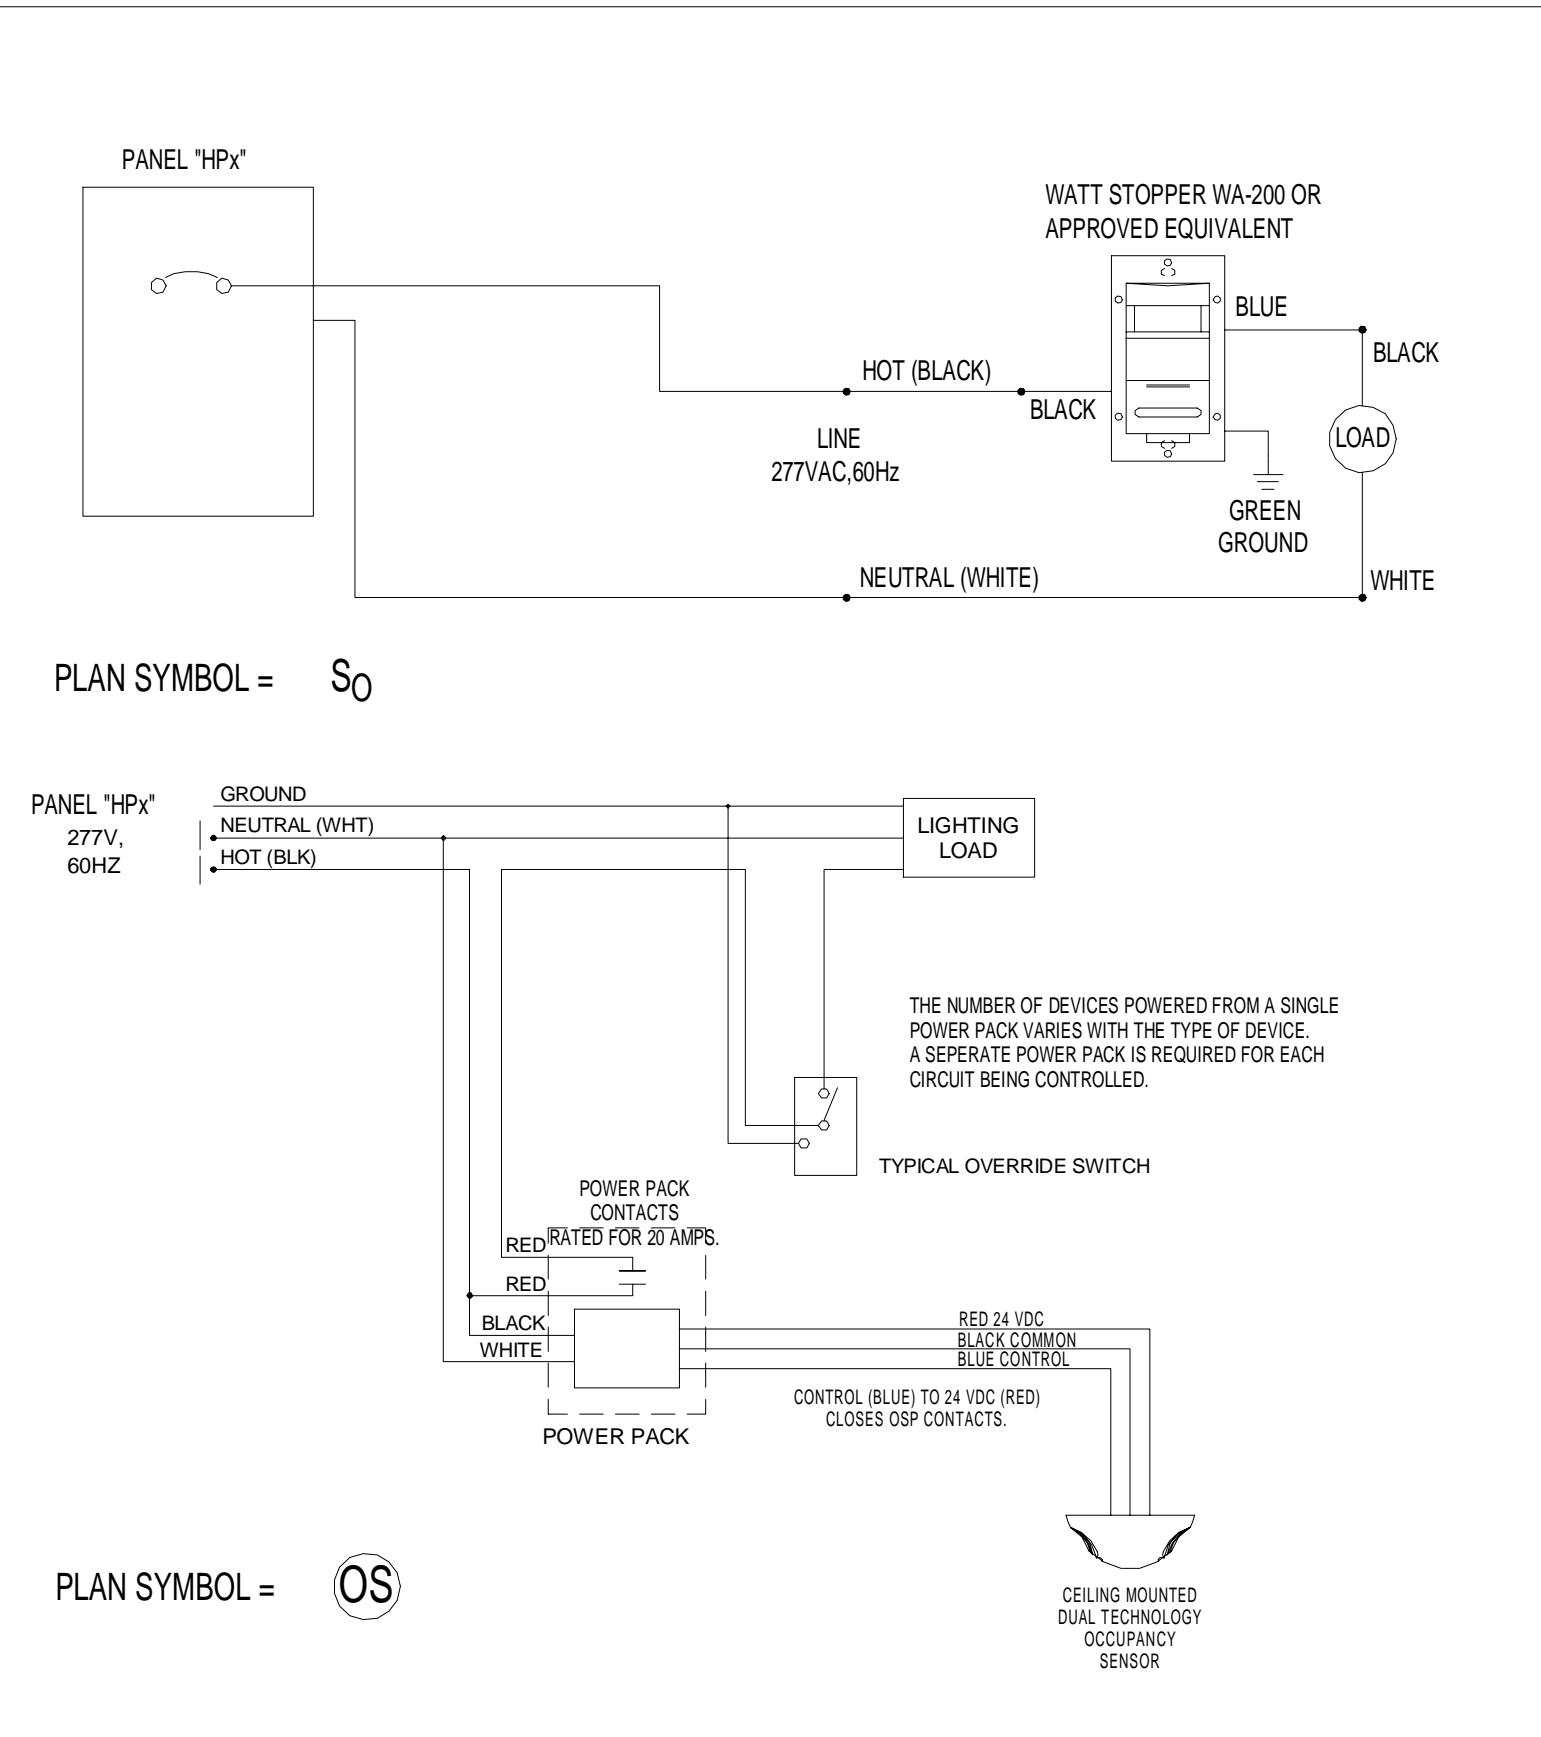 PANEL "HPx"
WATT STOPPER WA-200 OR
APPROVED EQUIVALENT
BLUE
BLACK
HOT (BLACK)
BLACK
LINE
277VAC,60Hz
LOAD
GREEN
GROUND
NEUTRAL (WHITE)
WHITE
PLAN SYMBOL = SO
PANEL "HPx"
277V,
60HZ
GROUND
NEUTRAL (WHT)
HOT (BLK)
LIGHTING
LOAD
THE NUMBER OF DEVICES POWERED FROM A SINGLE
POWER PACK VARIES WITH THE TYPE OF DEVICE.
A SEPERATE POWER PACK IS REQUIRED FOR EACH
CIRCUIT BEING CONTROLLED.
TYPICAL OVERRIDE SWITCH
POWER PACK
CONTACTS
RATED FOR 20 AMPS.
RED
RED
BLACK
WHITE
RED 24 VDC
BLACK COMMON
BLUE CONTROL
CONTROL (BLUE) TO 24 VDC (RED)
CLOSES OSP CONTACTS.
POWER PACK
PLAN SYMBOL = OS
CEILING MOUNTED
DUAL TECHNOLOGY
OCCUPANCY
SENSOR